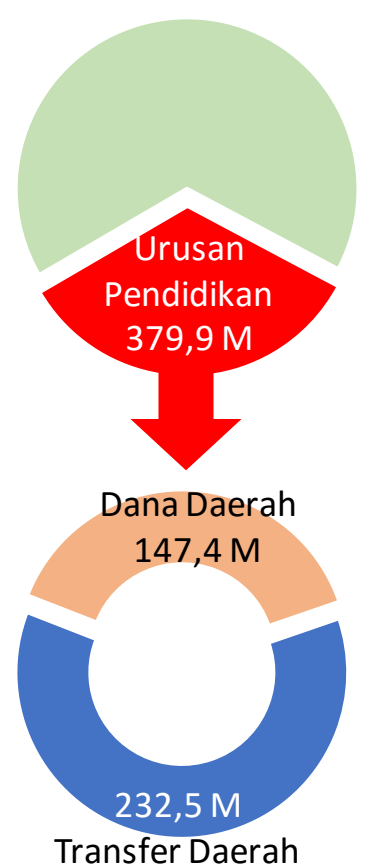 Urusan
Pendidikan
379,9 M
Dana Daerah
147,4 M
232,5 M
Transfer Daerah